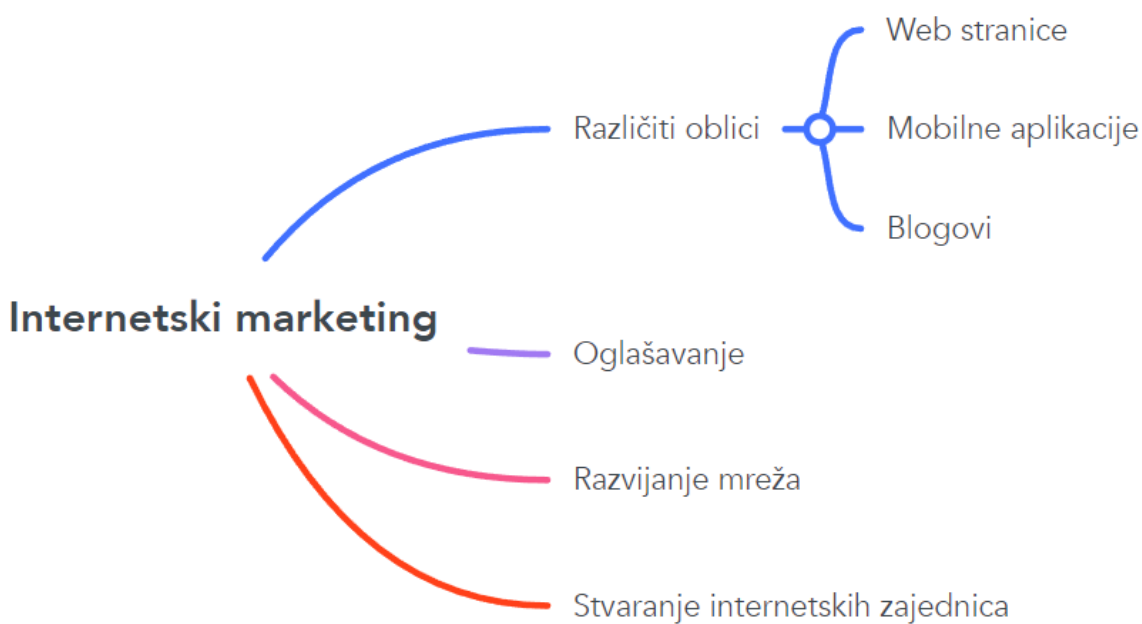 Internetski marketing
Različiti oblici
Web stranice
Mobilne aplikacije
Blogovi
Oglašavanje
Razvijanje mreža
Stvaranje internetskih zajednica